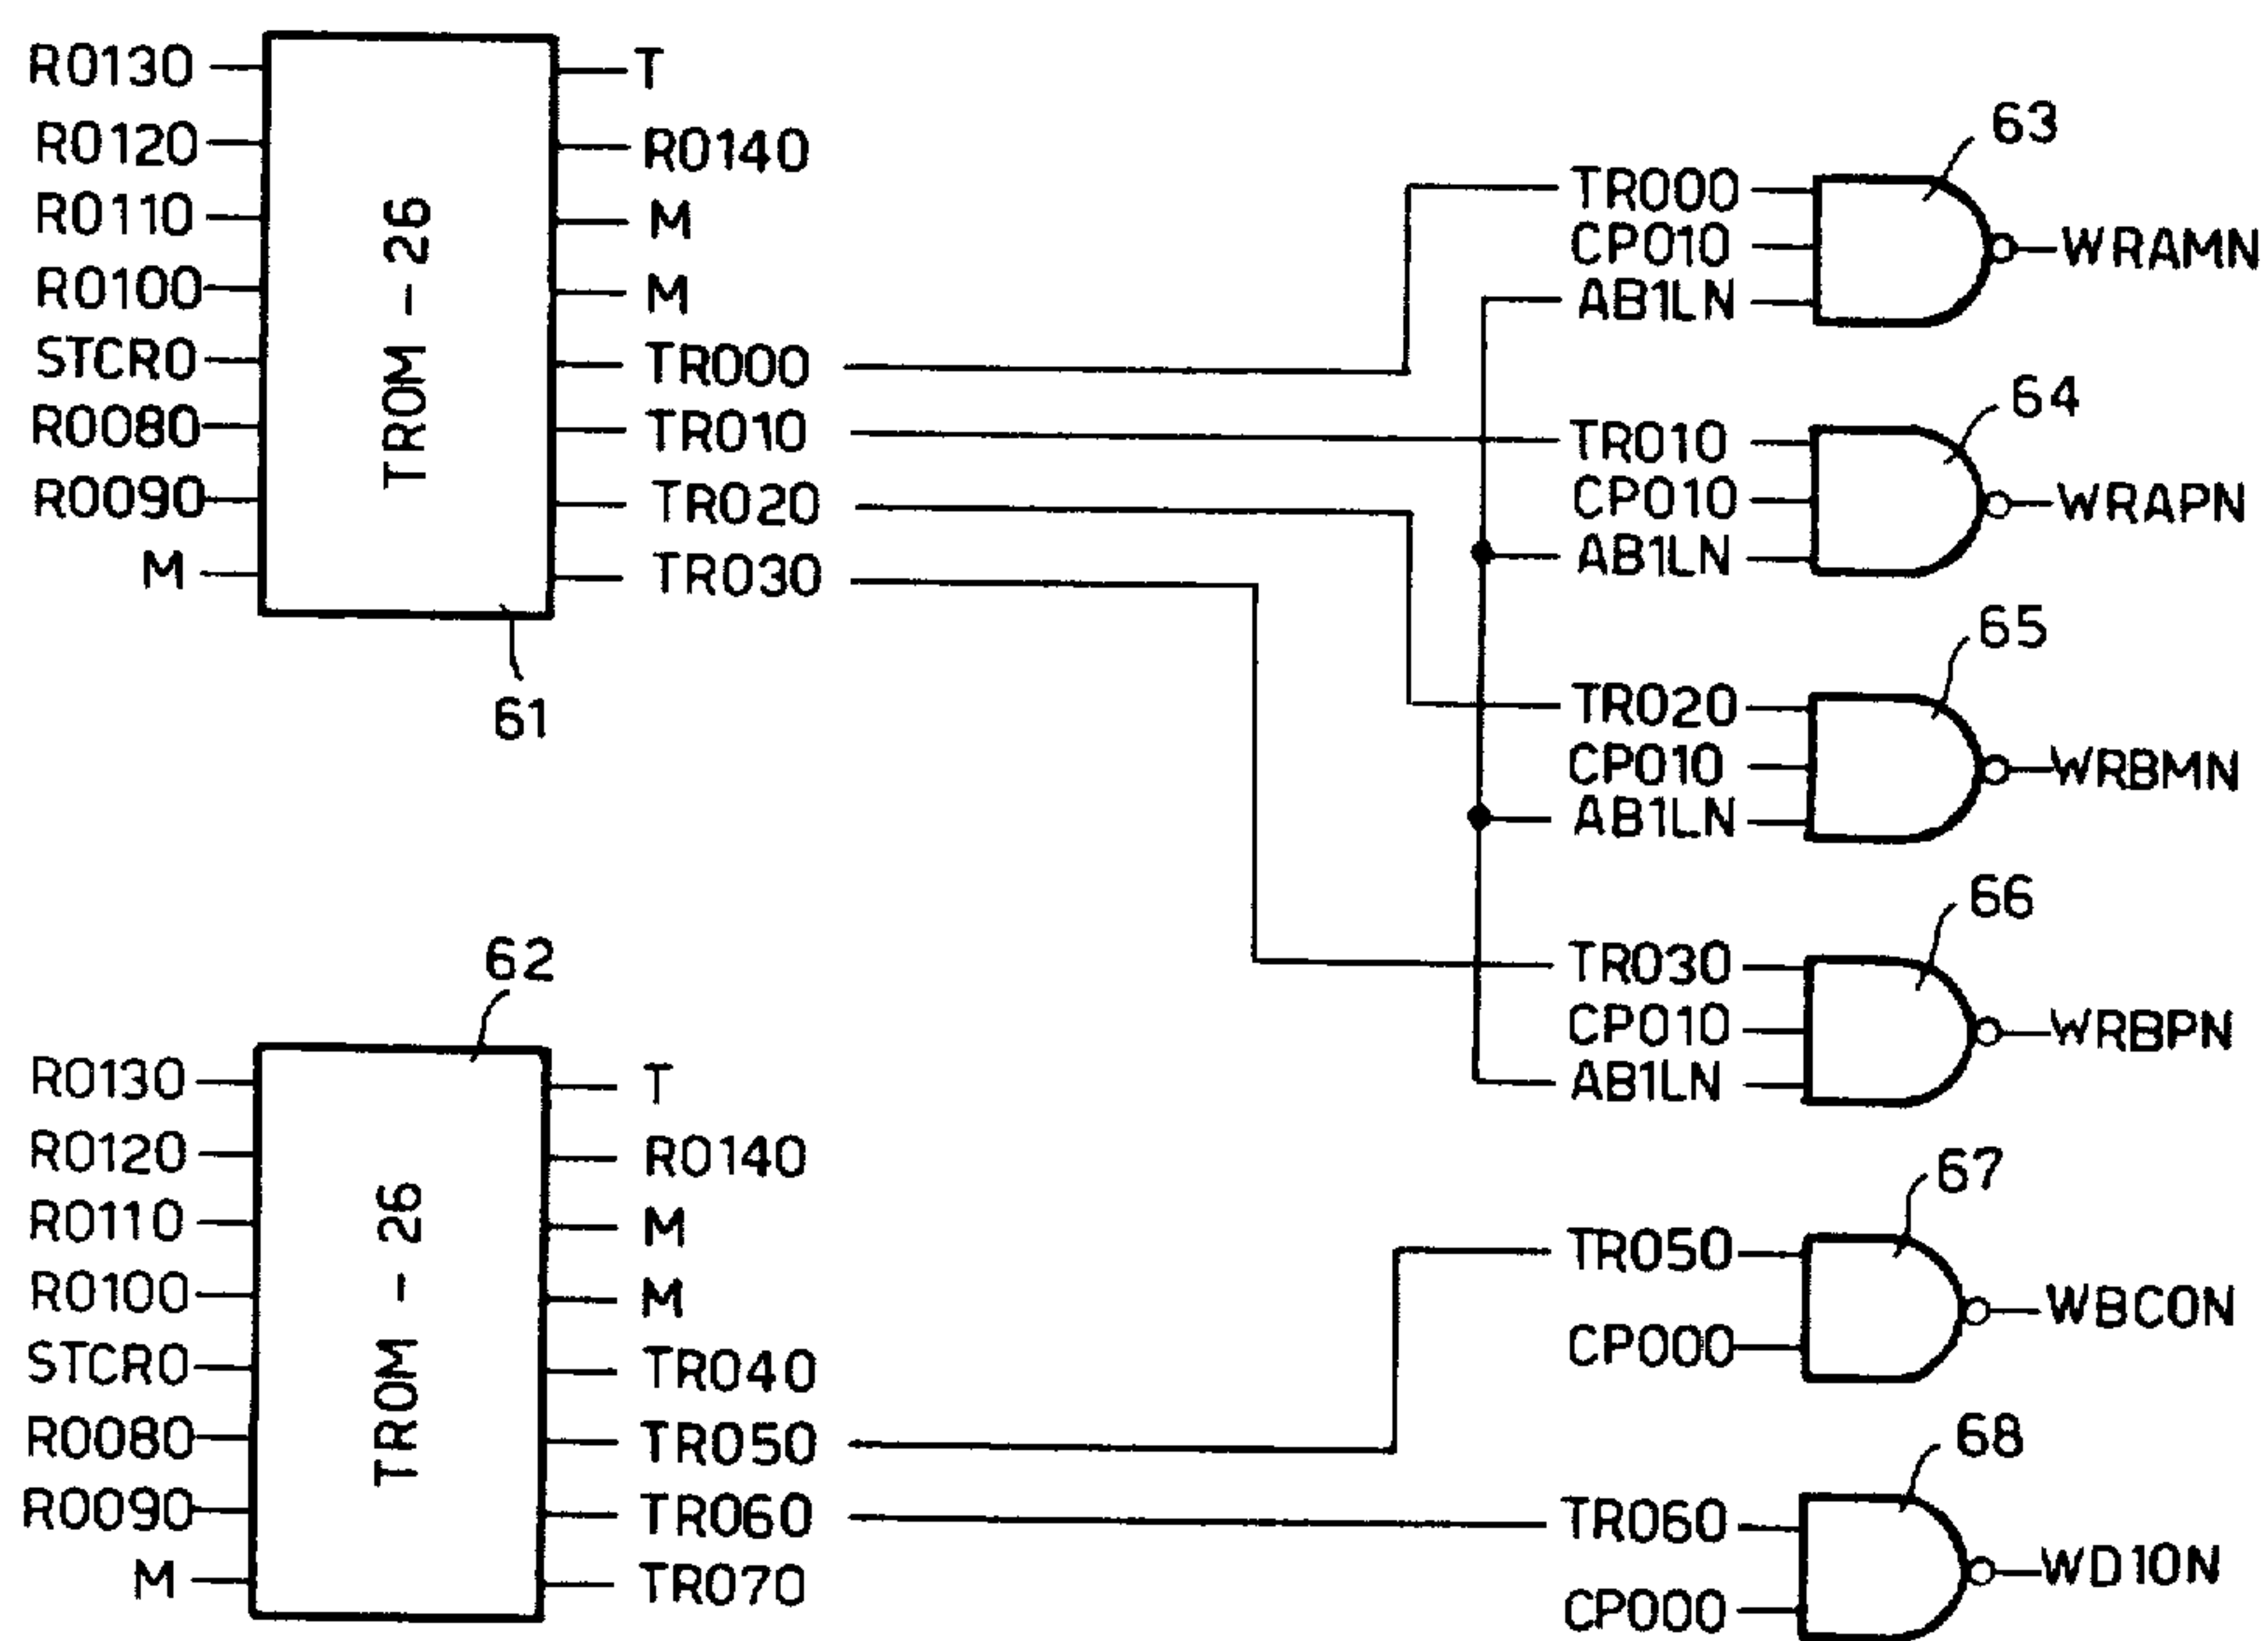 R0130
R0120
R0110
R0100
STCR0
R0080
R0090
M
TROM - 26
T
R0140
M
M
TR000
TR010
TR020
TR030
61
62
R0130
R0120
R0110
R0100
STCR0
R0080
R0090
M
TROM - 26
T
R0140
M
M
TR040
TR050
TR060
TR070
63
TR000
CP010
AB1LN
WRAMN
64
TR010
CP010
AB1LN
WRAPN
65
TR020
CP010
AB1LN
WRBMN
66
TR030
CP010
AB1LN
WRBPN
67
TR050
CP000
WBC0N
68
TR060
CP000
WD10N